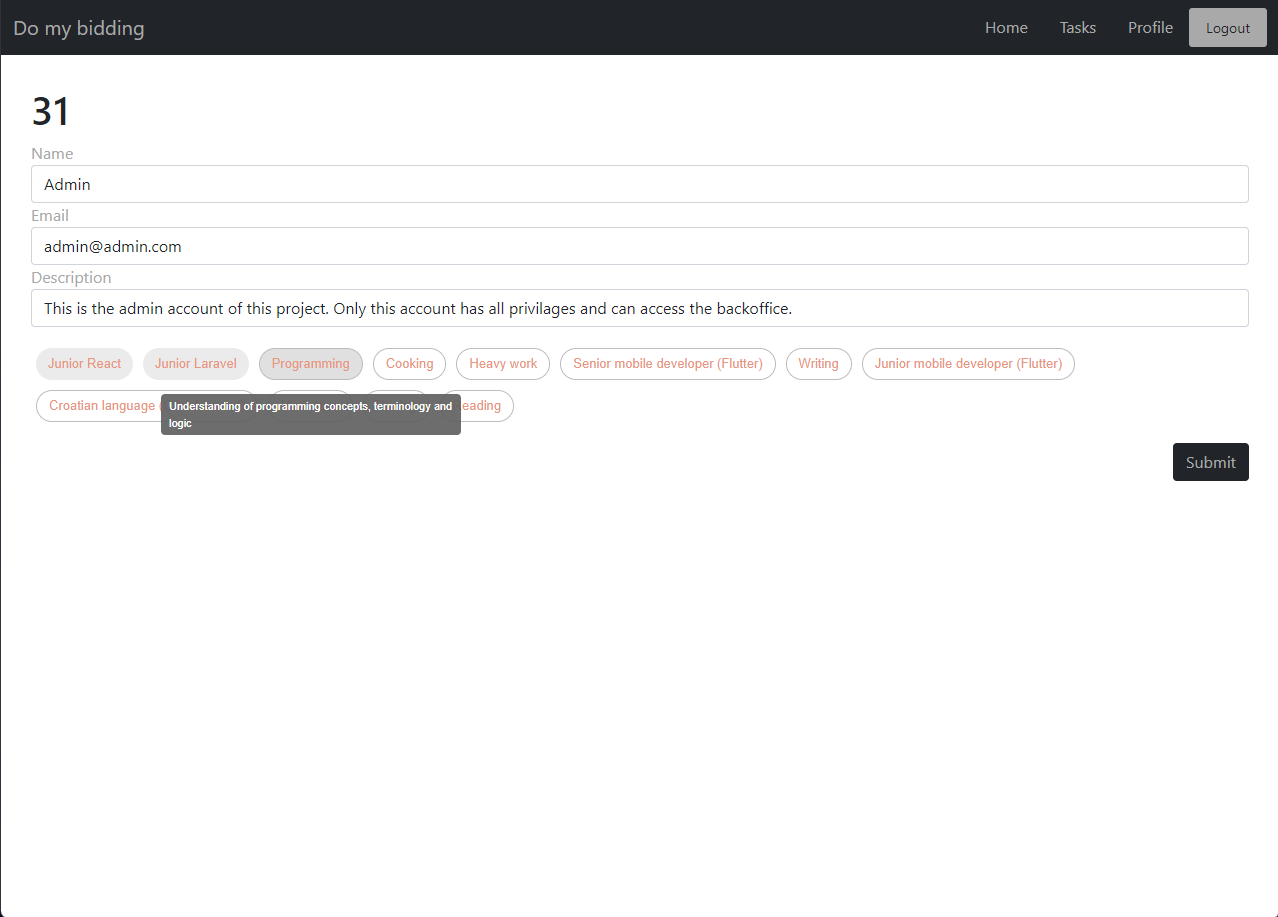 Do my bidding Home Tasks Profile Logout
31
Name
Admin
Email
admin@admin.com
Description
This is the admin account of this project. Only this account has all privilages and can access the backoffice.
Junior React Junior Laravel Programming Cooking Heavy work Senior mobile developer (Flutter) Writing Junior mobile developer (Flutter)
Croatian language ( eading
Understanding of programming concepts, terminology and
logic
Submit